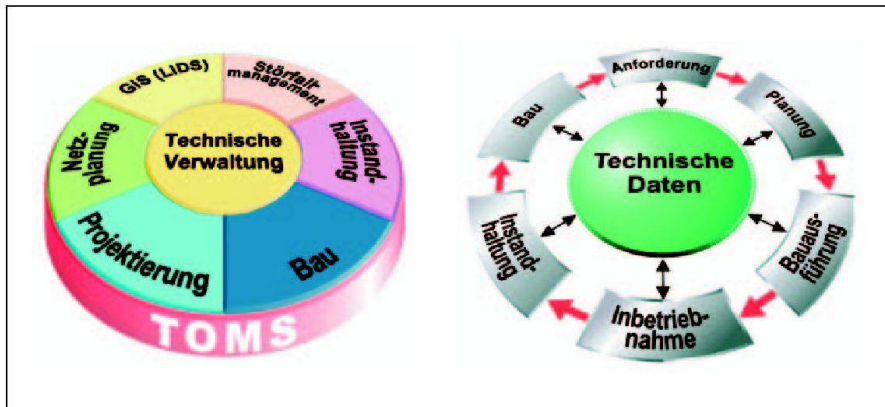 GiS (LIDS)
Störfall-
management
Netz-
planung
Technische
Verwaltung
Instand-
haltung
Projektierung
Bau
TOMS
Anforderung
Bau
Planung
Technische
Daten
Instand-
haltung
Bauaus-
führung
Inbetrieb-
nahme